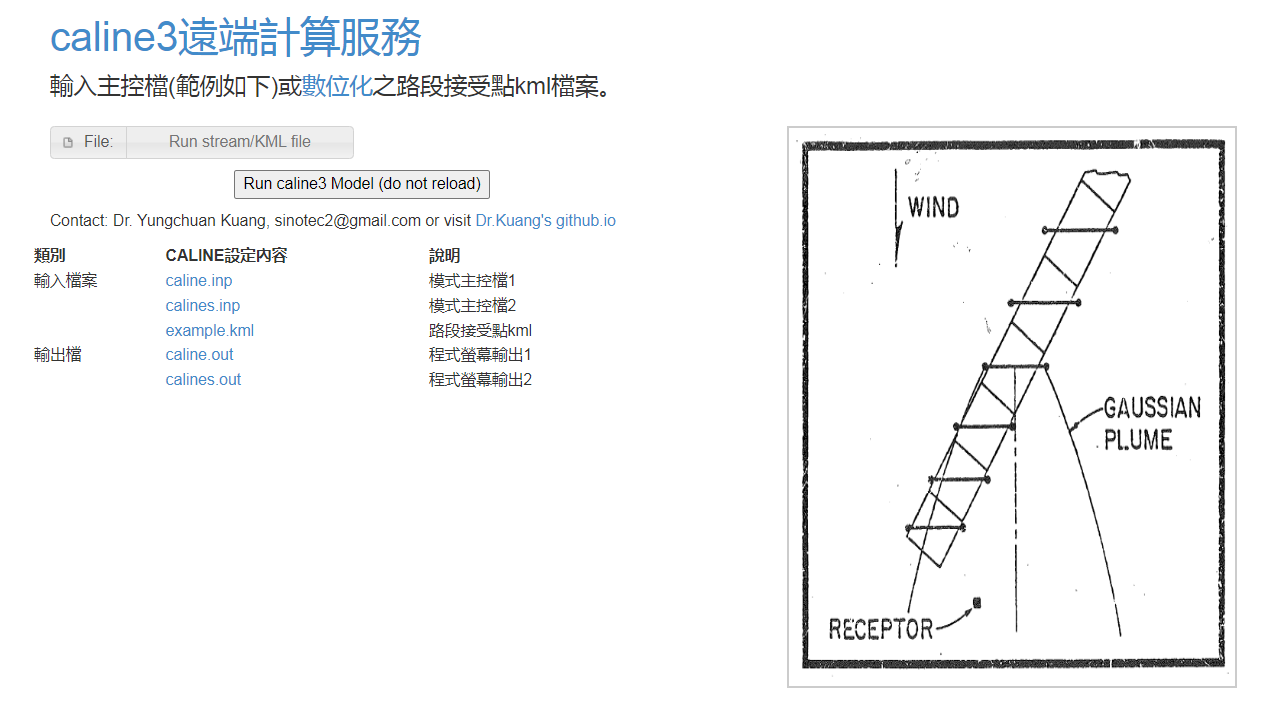 caline3遠端計算服務
輸入主控檔(範例如下)或數位化之路段接受點kml檔案。
File: Run stream/KML file
Run caline3 Model (do not reload)
Contact: Dr. Yungchuan Kuang, sinotec2@gmail.com or visit Dr.Kuang's github.io
類別 CALINE設定內容 說明
輸入檔案 caline.inp 模式主控檔1
calines.inp 模式主控檔2
example.kml 路段接受點kml
輸出檔 caline.out 程式螢幕輸出1
calines.out 程式螢幕輸出2
WIND
GAUSSIAN
PLUME
RECEPTOR